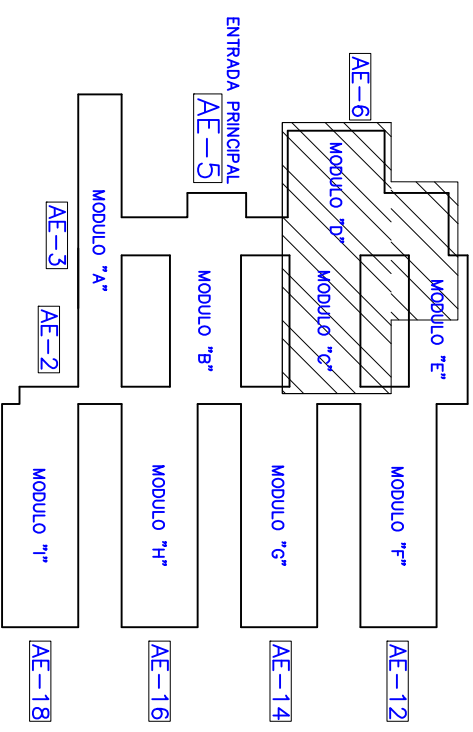 ENTRADA PRINCIPAL
AE-6
AE-5
AE-3
AE-2
MODULO "D"
MODULO "A"
MODULO "B"
MODULO "C"
MODULO "E"
MODULO "I"
MODULO "H"
MODULO "G"
MODULO "F"
AE-18
AE-16
AE-14
AE-12